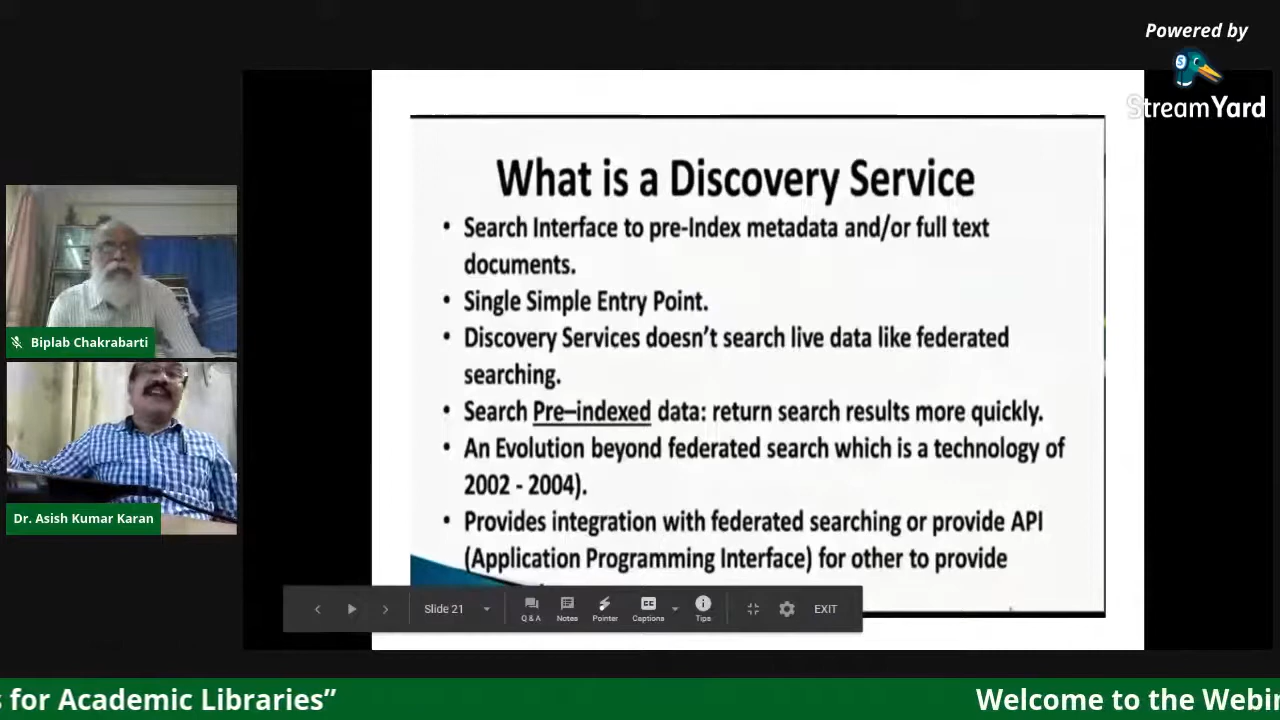 Powered by
StreamYard
What is a Discovery Service
• Search Interface to pre-Index metadata and/or full text
documents.
• Single Simple Entry Point.
• Discovery Services doesn't search live data like federated
searching.
• Search Pre–indexed data: return search results more quickly.
• An Evolution beyond federated search which is a technology of
2002 - 2004).
• Provides integration with federated searching or provide API
(Application Programming Interface) for other to provide
Biplab Chakrabarti
Dr. Asish Kumar Karan
Slide 21
Q & A
Notes
Pointer
CC
Captions
Tips
EXIT
s for Academic Libraries”
Welcome to the Webin